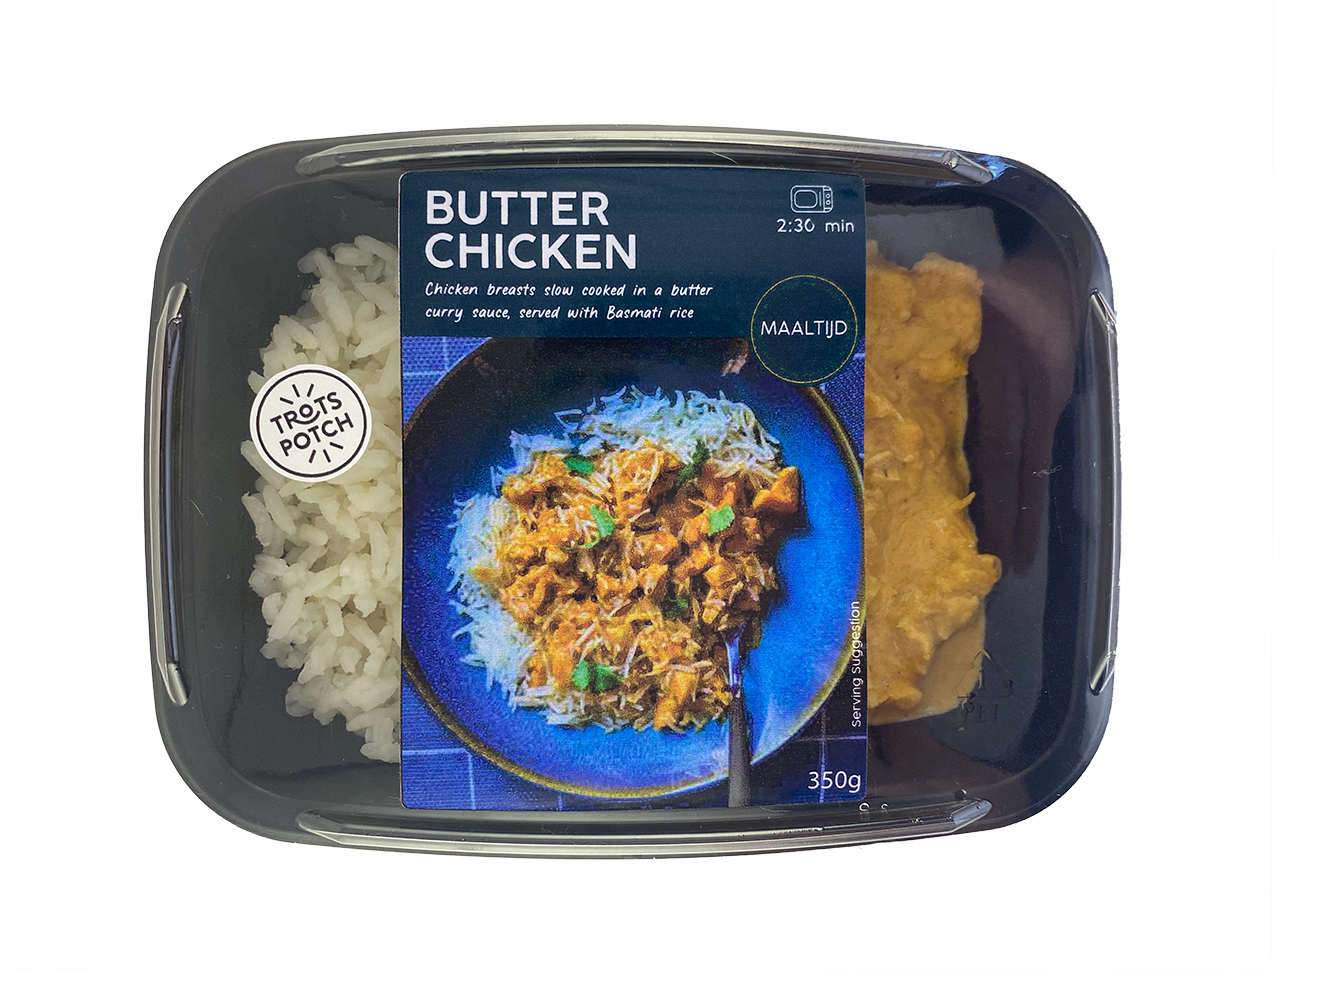 BUTTER
CHICKEN
Chicken breasts slow cooked in a butter
curry sauce, served with Basmati rice
2:30 min
MAALTIJD
TROTS
POTCH
serving suggestion
350g